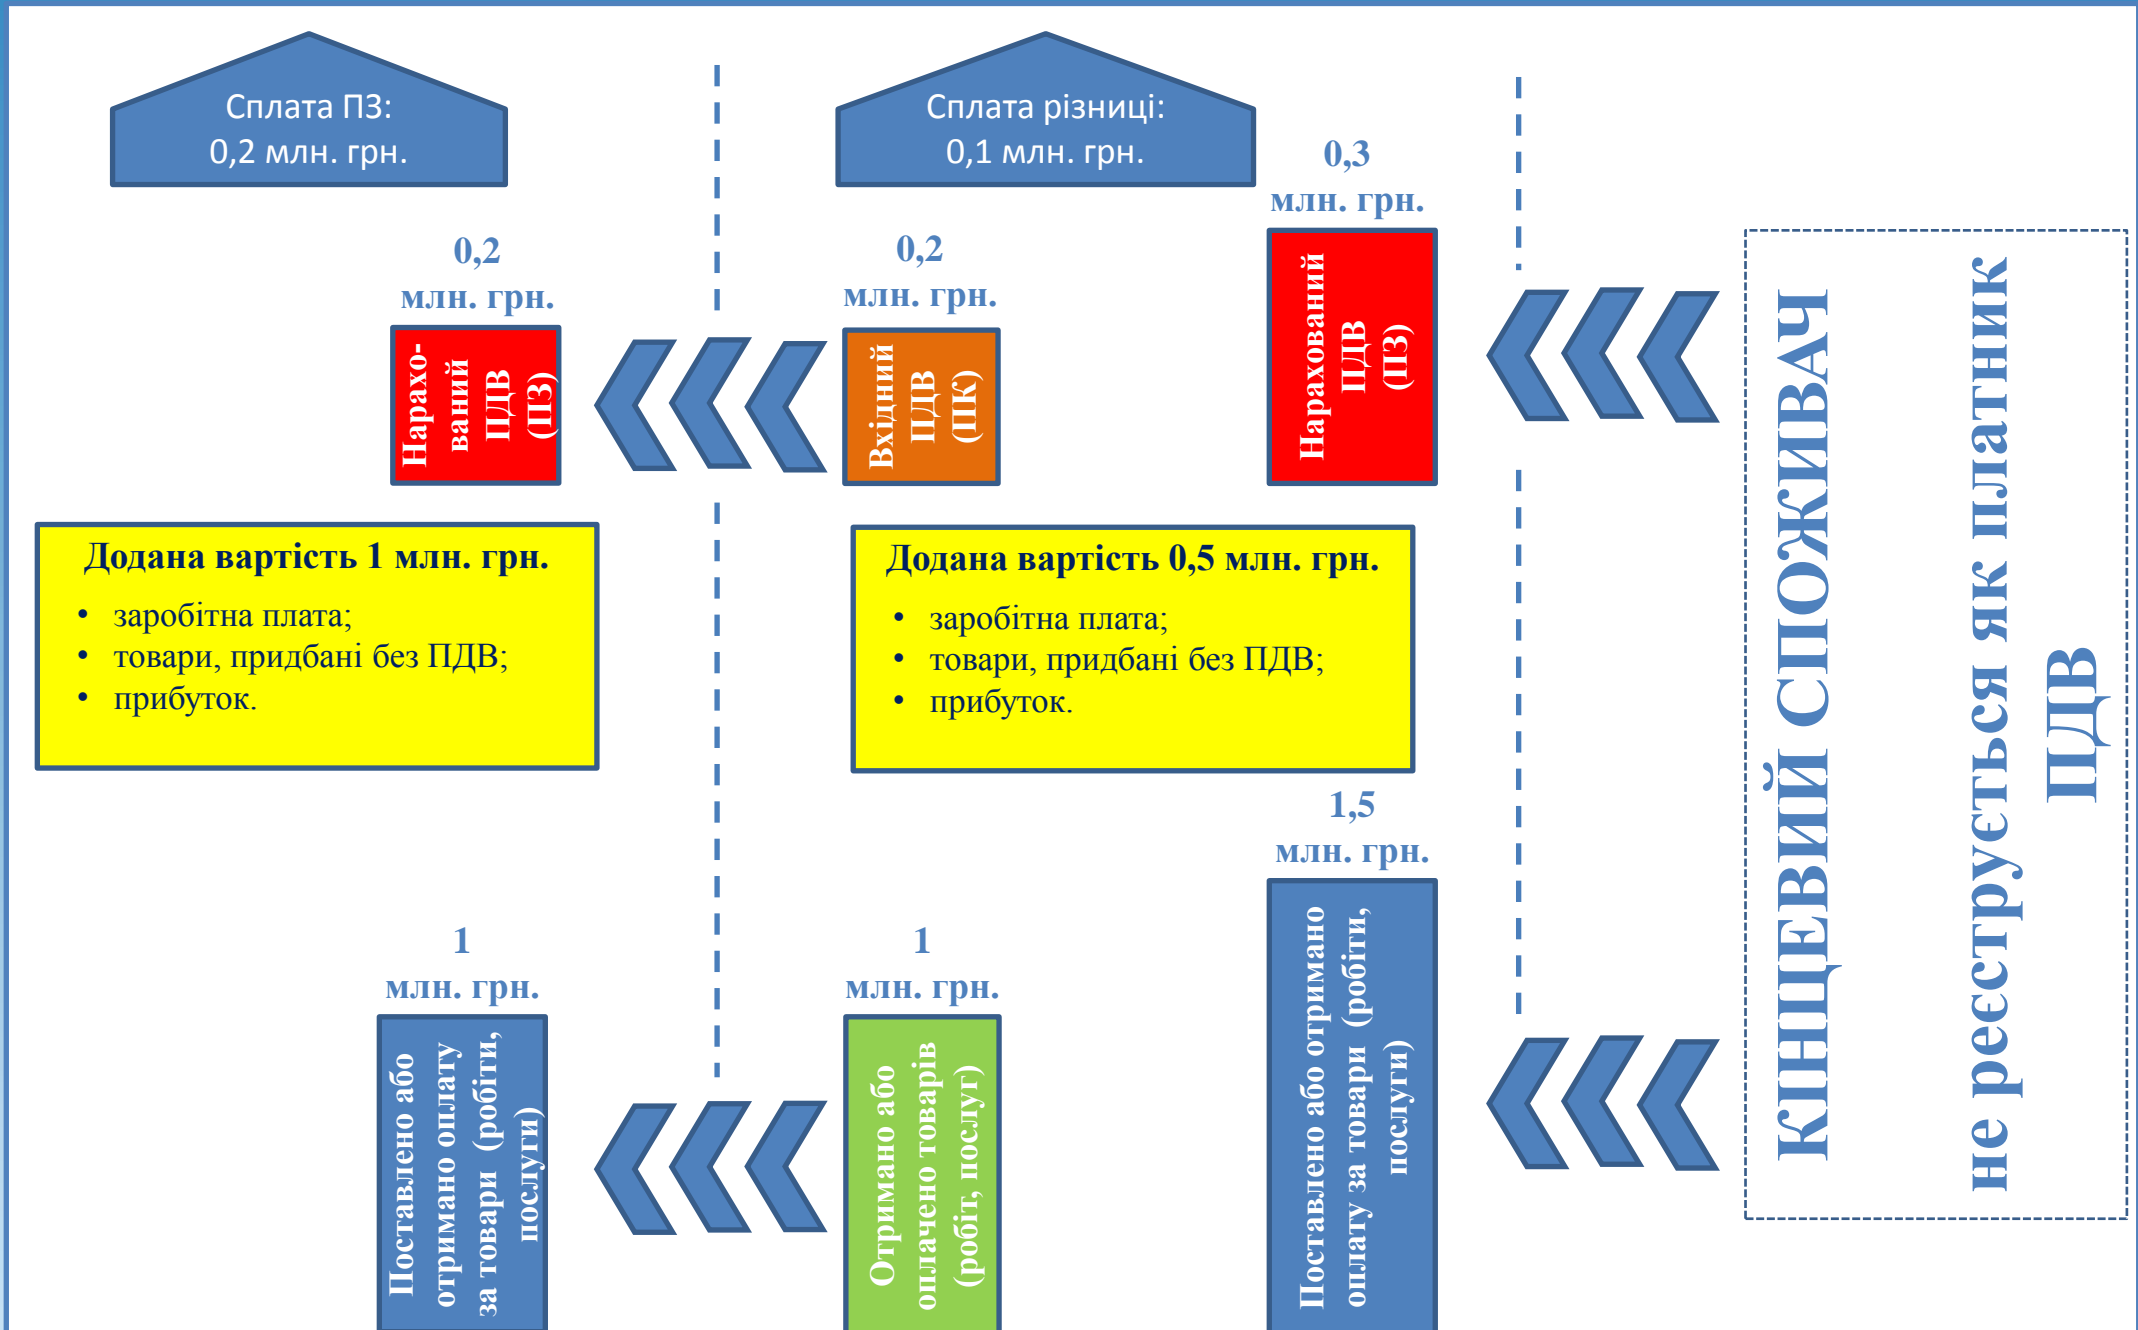 Сплата ПЗ:
0,2 млн. грн.
Сплата різниці:
0,1 млн. грн.
0,3
млн. грн.
0,2
млн. грн.
0,2
млн. грн.
Нарахо-
ваний
ПДВ
(ПЗ)
Вхідний
ПДВ
(ПК)
Нарахований
ПДВ
(ПЗ)
Додана вартість 1 млн. грн.
• заробітна плата;
• товари, придбані без ПДВ;
• прибуток.
Додана вартість 0,5 млн. грн.
• заробітна плата;
• товари, придбані без ПДВ;
• прибуток.
1,5
млн. грн.
1
млн. грн.
1
млн. грн.
Поставлено або
отримано оплату
за товари (робіти,
послуги)
Отримано або
оплачено товарів
(робіт, послуг)
Поставлено або отримано
оплату за товари (робіти,
послуги)
КІНЦЕВИЙ СПОЖИВАЧ
не реєструється як платник
ПДВ